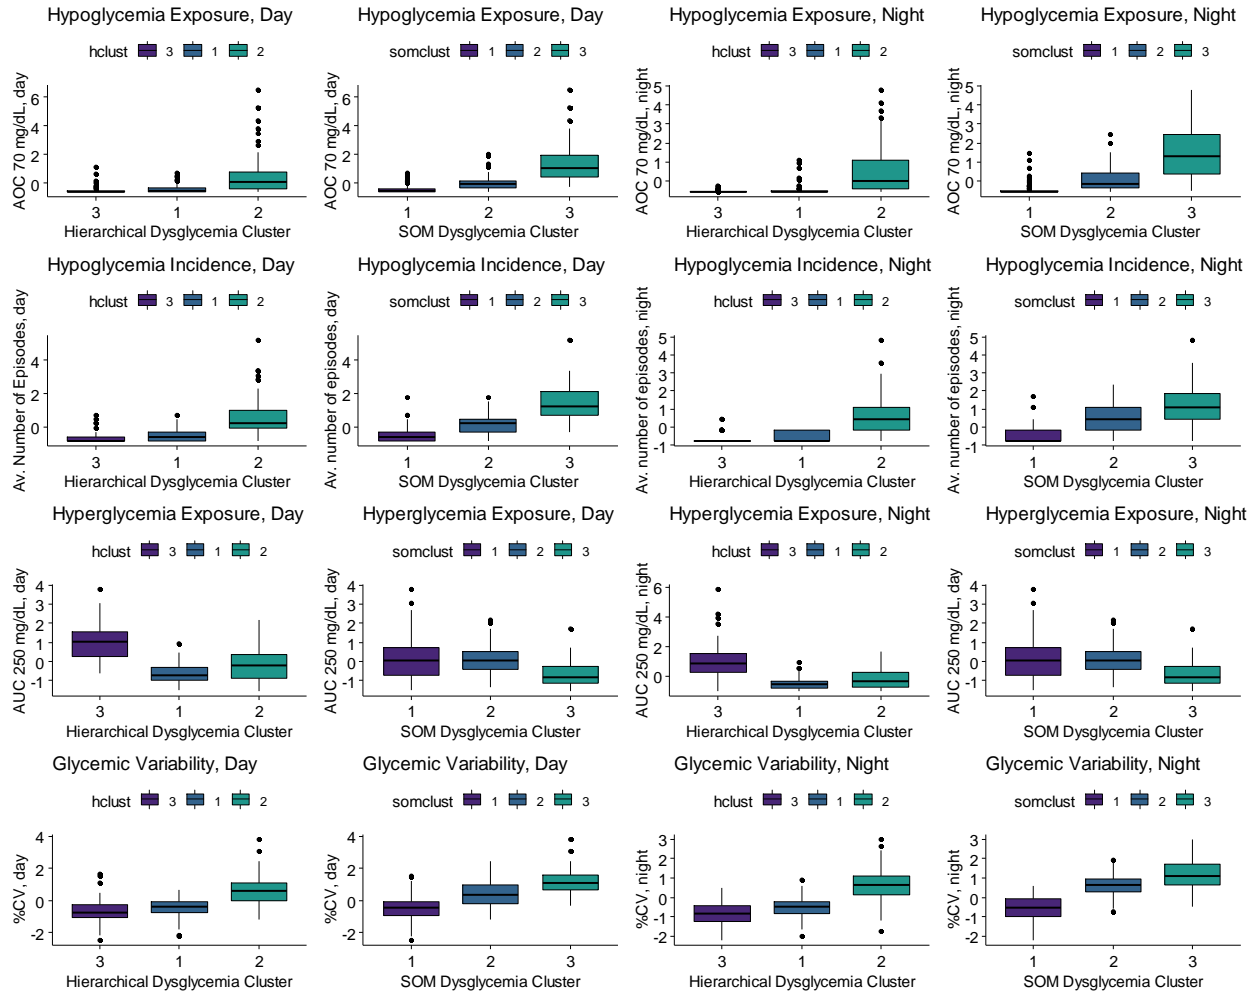 Hypoglycemia Exposure, Day
hclust 3 1 2
AOC 70 mg/dL, day
6
4
2
0
3 1 2
Hierarchical Dysglycemia Cluster
Hypoglycemia Exposure, Day
somclust 1 2 3
AOC 70 mg/dL, day
6
4
2
0
1 2 3
SOM Dysglycemia Cluster
Hypoglycemia Exposure, Night
hclust 3 1 2
AOC 70 mg/dL, night
5
4
3
2
1
0
3 1 2
Hierarchical Dysglycemia Cluster
Hypoglycemia Exposure, Night
somclust 1 2 3
AOC 70 mg/dL, night
5
4
3
2
1
0
1 2 3
SOM Dysglycemia Cluster
Hypoglycemia Incidence, Day
hclust 3 1 2
Av. Number of Episodes, day
4
2
0
3 1 2
Hierarchical Dysglycemia Cluster
Hypoglycemia Incidence, Day
somclust 1 2 3
Av. number of episodes, day
4
2
0
1 2 3
SOM Dysglycemia Cluster
Hypoglycemia Incidence, Night
hclust 3 1 2
Av. number of episodes, night
5
4
3
2
1
0
-1
3 1 2
Hierarchical Dysglycemia Cluster
Hypoglycemia Incidence, Night
somclust 1 2 3
Av. number of episodes, night
5
4
3
2
1
0
-1
1 2 3
SOM Dysglycemia Cluster
Hyperglycemia Exposure, Day
hclust 3 1 2
AUC 250 mg/dL, day
4
3
2
1
0
-1
3 1 2
Hierarchical Dysglycemia Cluster
Hyperglycemia Exposure, Day
somclust 1 2 3
AUC 250 mg/dL, day
4
3
2
1
0
-1
1 2 3
SOM Dysglycemia Cluster
Hyperglycemia Exposure, Night
hclust 3 1 2
AUC 250 mg/dL, night
6
4
2
0
3 1 2
Hierarchical Dysglycemia Cluster
Hyperglycemia Exposure, Night
somclust 1 2 3
AUC 250 mg/dL, night
4
3
2
1
0
-1
1 2 3
SOM Dysglycemia Cluster
Glycemic Variability, Day
hclust 3 1 2
%CV, day
4
2
0
-2
3 1 2
Hierarchical Dysglycemia Cluster
Glycemic Variability, Day
somclust 1 2 3
%CV, day
4
2
0
-2
1 2 3
SOM Dysglycemia Cluster
Glycemic Variability, Night
hclust 3 1 2
%CV, night
3
2
1
0
-1
-2
3 1 2
Hierarchical Dysglycemia Cluster
Glycemic Variability, Night
somclust 1 2 3
%CV, night
3
2
1
0
-1
-2
1 2 3
SOM Dysglycemia Cluster